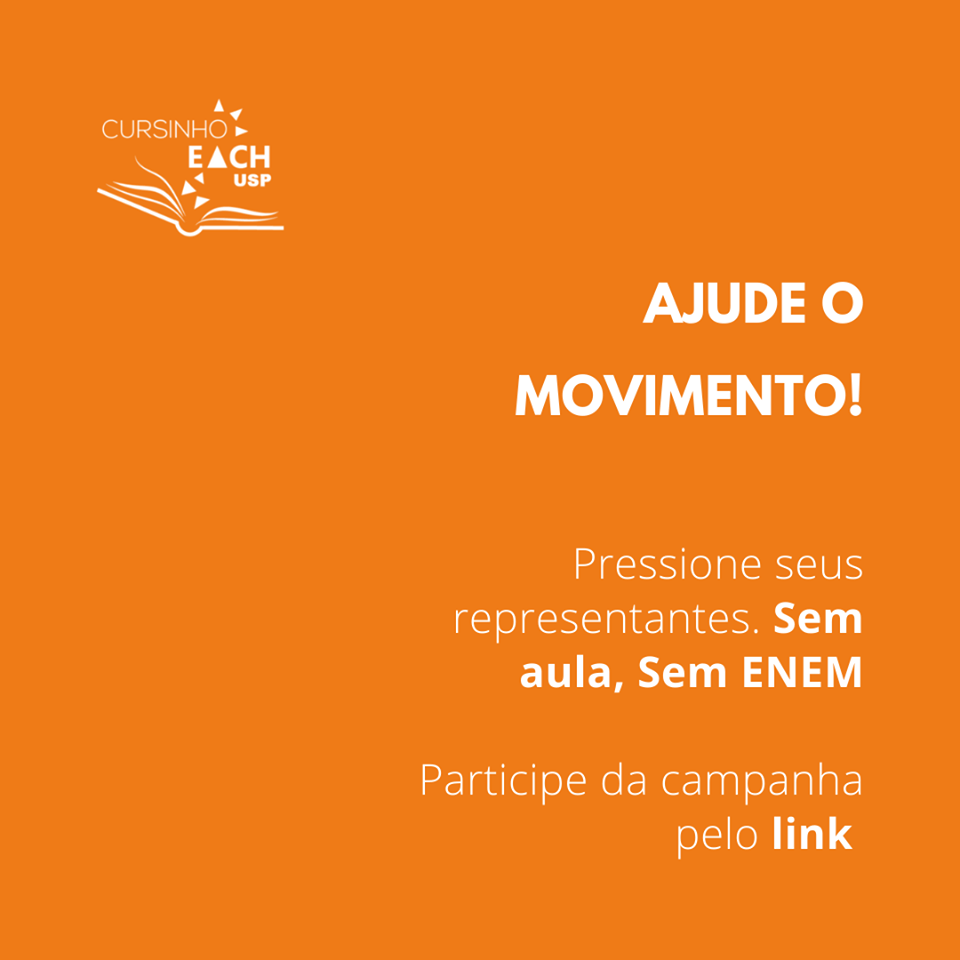 CURSINHO
EACH
USP
AJUDE O
MOVIMENTO!
Pressione seus
representantes. Sem
aula, Sem ENEM
Participe da campanha
pelo link